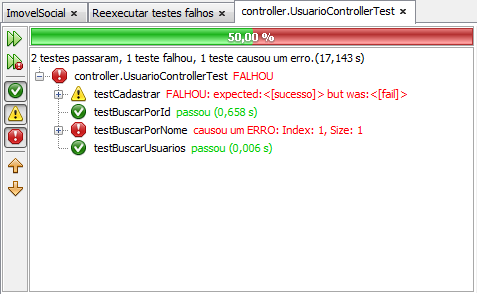 ImovelSocial × Reexecutar testes falhos × controller.UsuarioControllerTest ×
50,00 %
2 testes passaram, 1 teste falhou, 1 teste causou um erro.(17,143 s)
controller.UsuarioControllerTest FALHOU
testCadastrar FALHOU: expected:<[sucesso]> but was:<[fail]>
testBuscarPorId passou (0,658 s)
testBuscarPorNome causou um ERRO: Index: 1, Size: 1
testBuscarUsuarios passou (0,006 s)